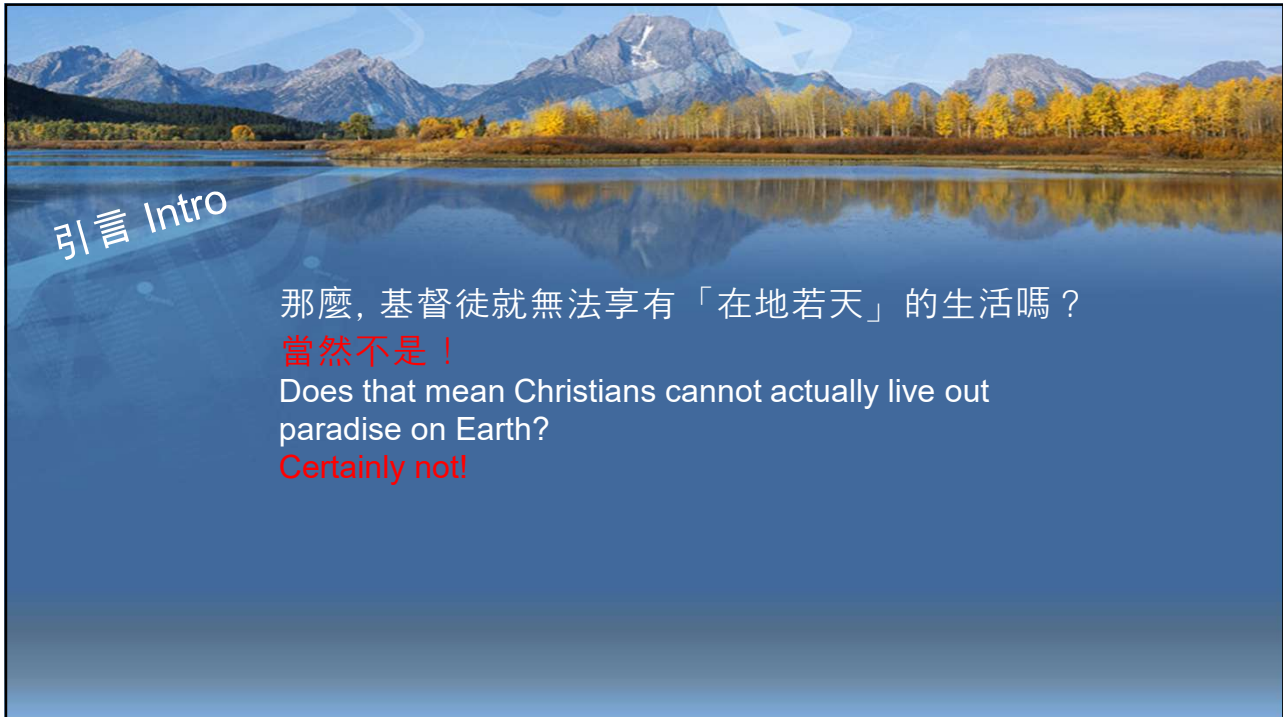 引言 Intro
那麼, 基督徒就無法享有「在地若天」的生活嗎？
當然不是！
Does that mean Christians cannot actually live out
paradise on Earth?
Certainly not!